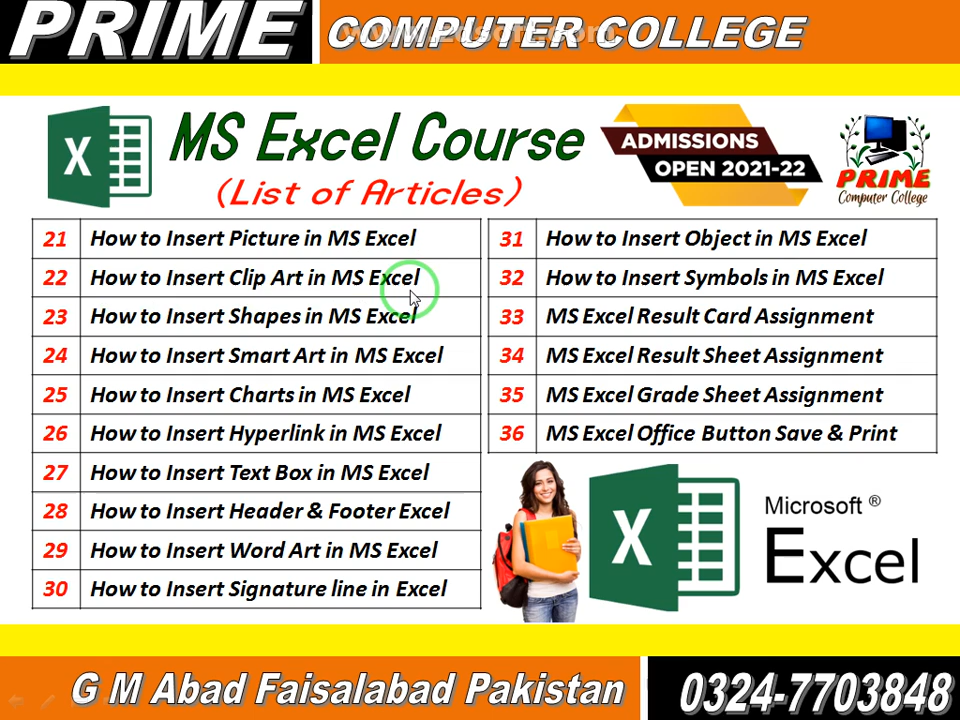 PRIME COMPUTER COLLEGE
MS Excel Course
(List of Articles)
ADMISSIONS
OPEN 2021-22
PRIME
Computer College
21 How to Insert Picture in MS Excel
22 How to Insert Clip Art in MS Excel
23 How to Insert Shapes in MS Excel
24 How to Insert Smart Art in MS Excel
25 How to Insert Charts in MS Excel
26 How to Insert Hyperlink in MS Excel
27 How to Insert Text Box in MS Excel
28 How to Insert Header & Footer Excel
29 How to Insert Word Art in MS Excel
30 How to Insert Signature line in Excel
31 How to Insert Object in MS Excel
32 How to Insert Symbols in MS Excel
33 MS Excel Result Card Assignment
34 MS Excel Result Sheet Assignment
35 MS Excel Grade Sheet Assignment
36 MS Excel Office Button Save & Print
X
X
Microsoft ®
Excel
G M Abad Faisalabad Pakistan
0324-7703848